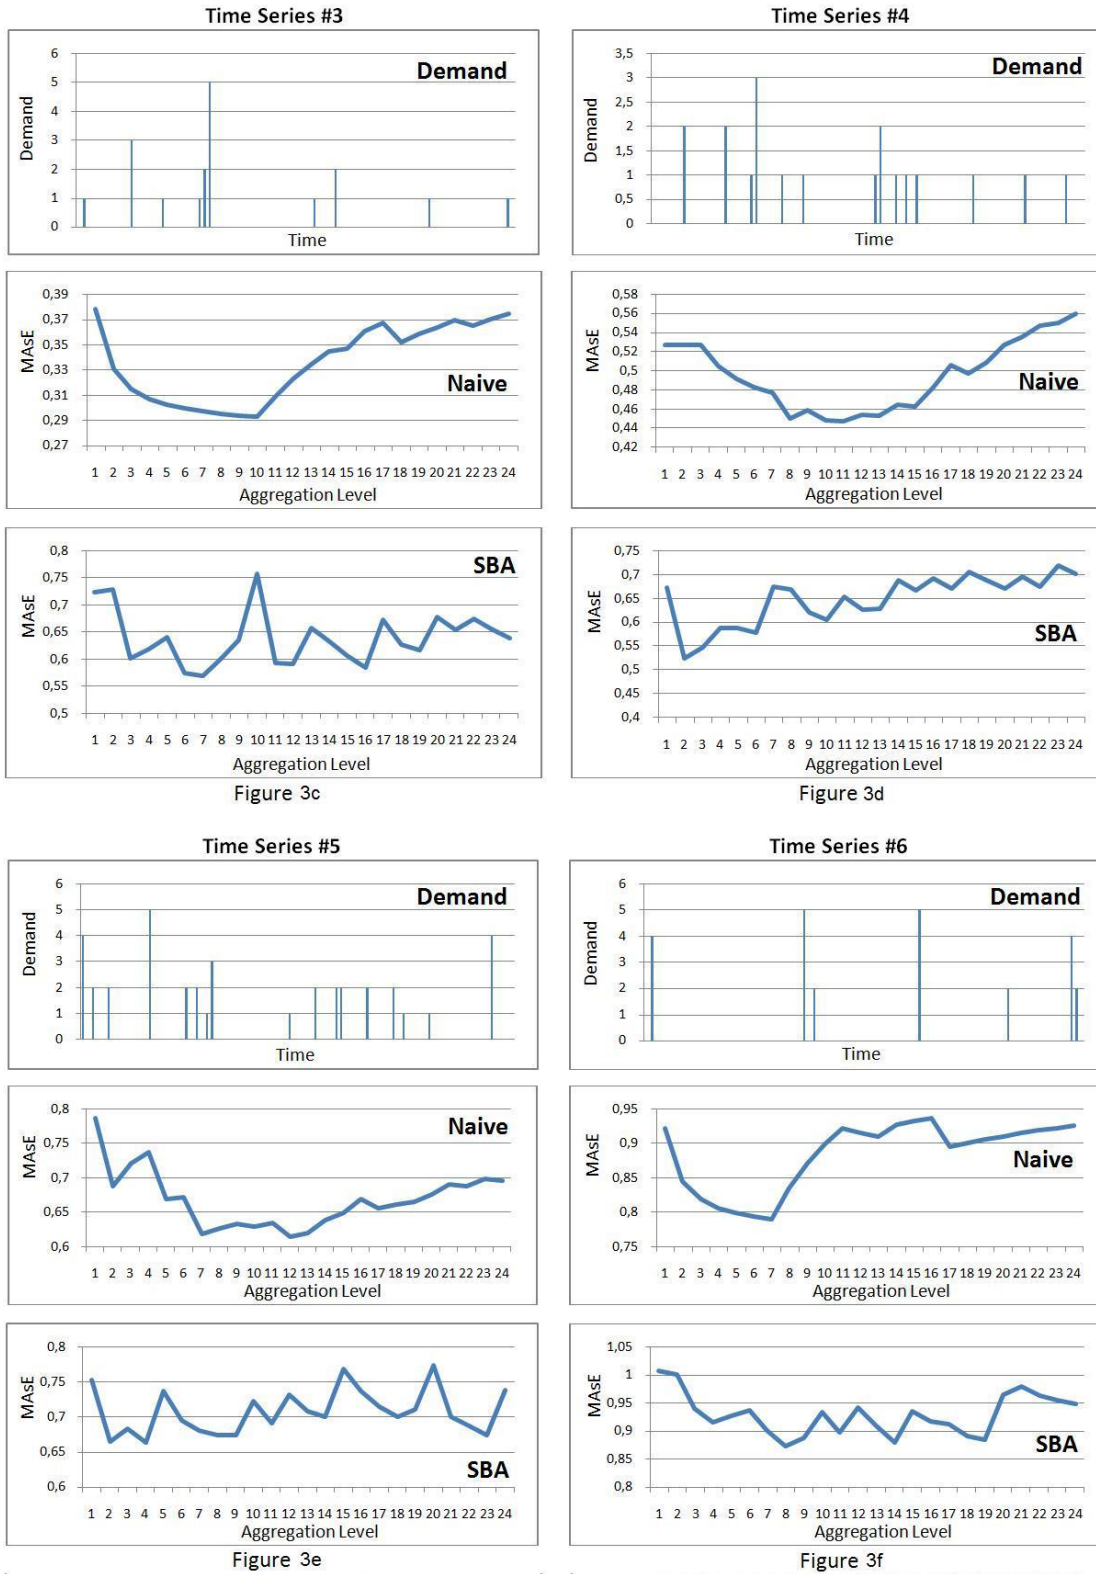 Time Series #3
6
5
4
3
2
1
0
Demand
Demand
Time
0,39
0,37
0,35
0,33
0,31
0,29
0,27
MAsE
Naive
1 2 3 4 5 6 7 8 9 10 11 12 13 14 15 16 17 18 19 20 21 22 23 24
Aggregation Level
0,8
0,75
0,7
0,65
0,6
0,55
0,5
MAsE
SBA
1 2 3 4 5 6 7 8 9 10 11 12 13 14 15 16 17 18 19 20 21 22 23 24
Aggregation Level
Figure 3c
Time Series #4
3,5
3
2,5
2
1,5
1
0,5
0
Demand
Demand
Time
0,58
0,56
0,54
0,52
0,5
0,48
0,46
0,44
0,42
MAsE
Naive
1 2 3 4 5 6 7 8 9 10 11 12 13 14 15 16 17 18 19 20 21 22 23 24
Aggregation Level
0,75
0,7
0,65
0,6
0,55
0,5
0,45
0,4
MAsE
SBA
1 2 3 4 5 6 7 8 9 10 11 12 13 14 15 16 17 18 19 20 21 22 23 24
Aggregation Level
Figure 3d
Time Series #5
6
5
4
3
2
1
0
Demand
Demand
Time
0,8
0,75
0,7
0,65
0,6
MAsE
Naive
1 2 3 4 5 6 7 8 9 10 11 12 13 14 15 16 17 18 19 20 21 22 23 24
Aggregation Level
0,8
0,75
0,7
0,65
0,6
MAsE
SBA
1 2 3 4 5 6 7 8 9 10 11 12 13 14 15 16 17 18 19 20 21 22 23 24
Aggregation Level
Figure 3e
Time Series #6
6
5
4
3
2
1
0
Demand
Demand
Time
0,95
0,9
0,85
0,8
0,75
MAsE
Naive
1 2 3 4 5 6 7 8 9 10 11 12 13 14 15 16 17 18 19 20 21 22 23 24
Aggregation Level
1,05
1
0,95
0,9
0,85
0,8
MAsE
SBA
1 2 3 4 5 6 7 8 9 10 11 12 13 14 15 16 17 18 19 20 21 22 23 24
Aggregation Level
Figure 3f